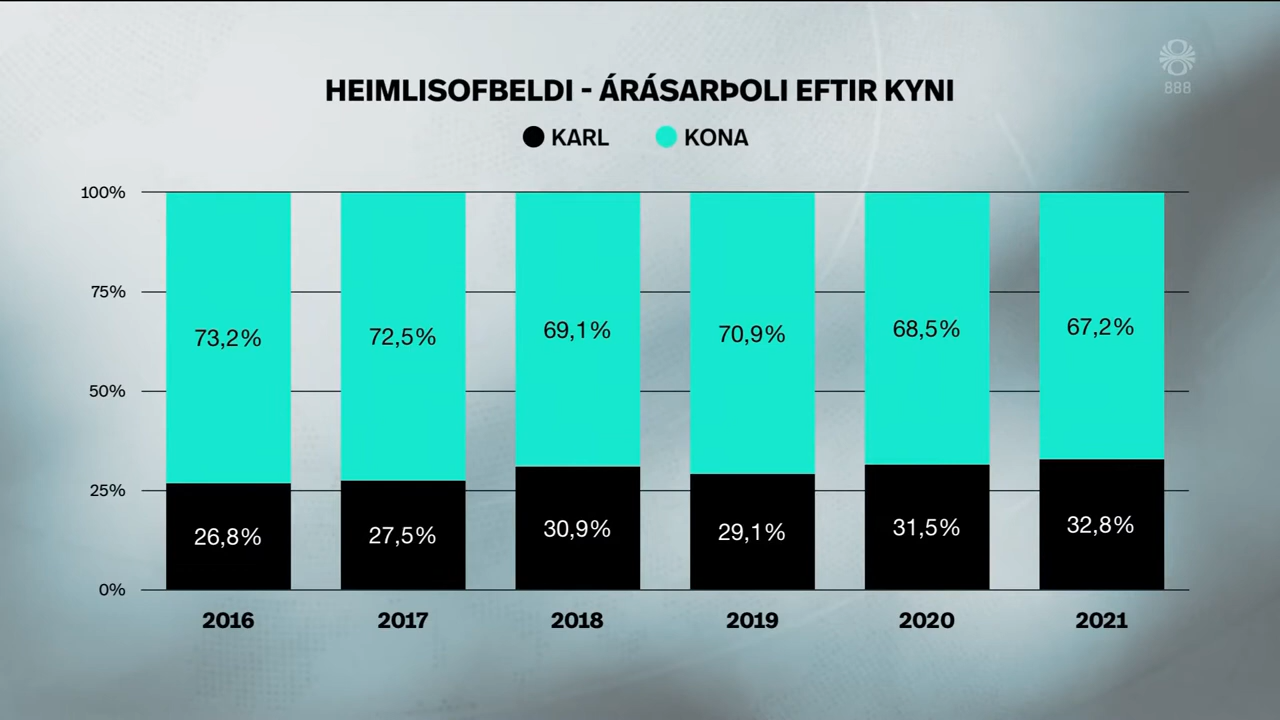 888
HEIMLISOFBELDI - ÁRÁSARÞOLI EFTIR KYNI
KARL KONA
100%
75%
50%
25%
0%
73,2% 72,5% 69,1% 70,9% 68,5% 67,2%
26,8% 27,5% 30,9% 29,1% 31,5% 32,8%
2016 2017 2018 2019 2020 2021